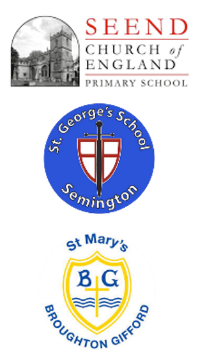 SEEND
CHURCH of
ENGLAND
PRIMARY SCHOOL
St. George's School
Semington
St Mary's
B G
BROUGHTON GIFFORD